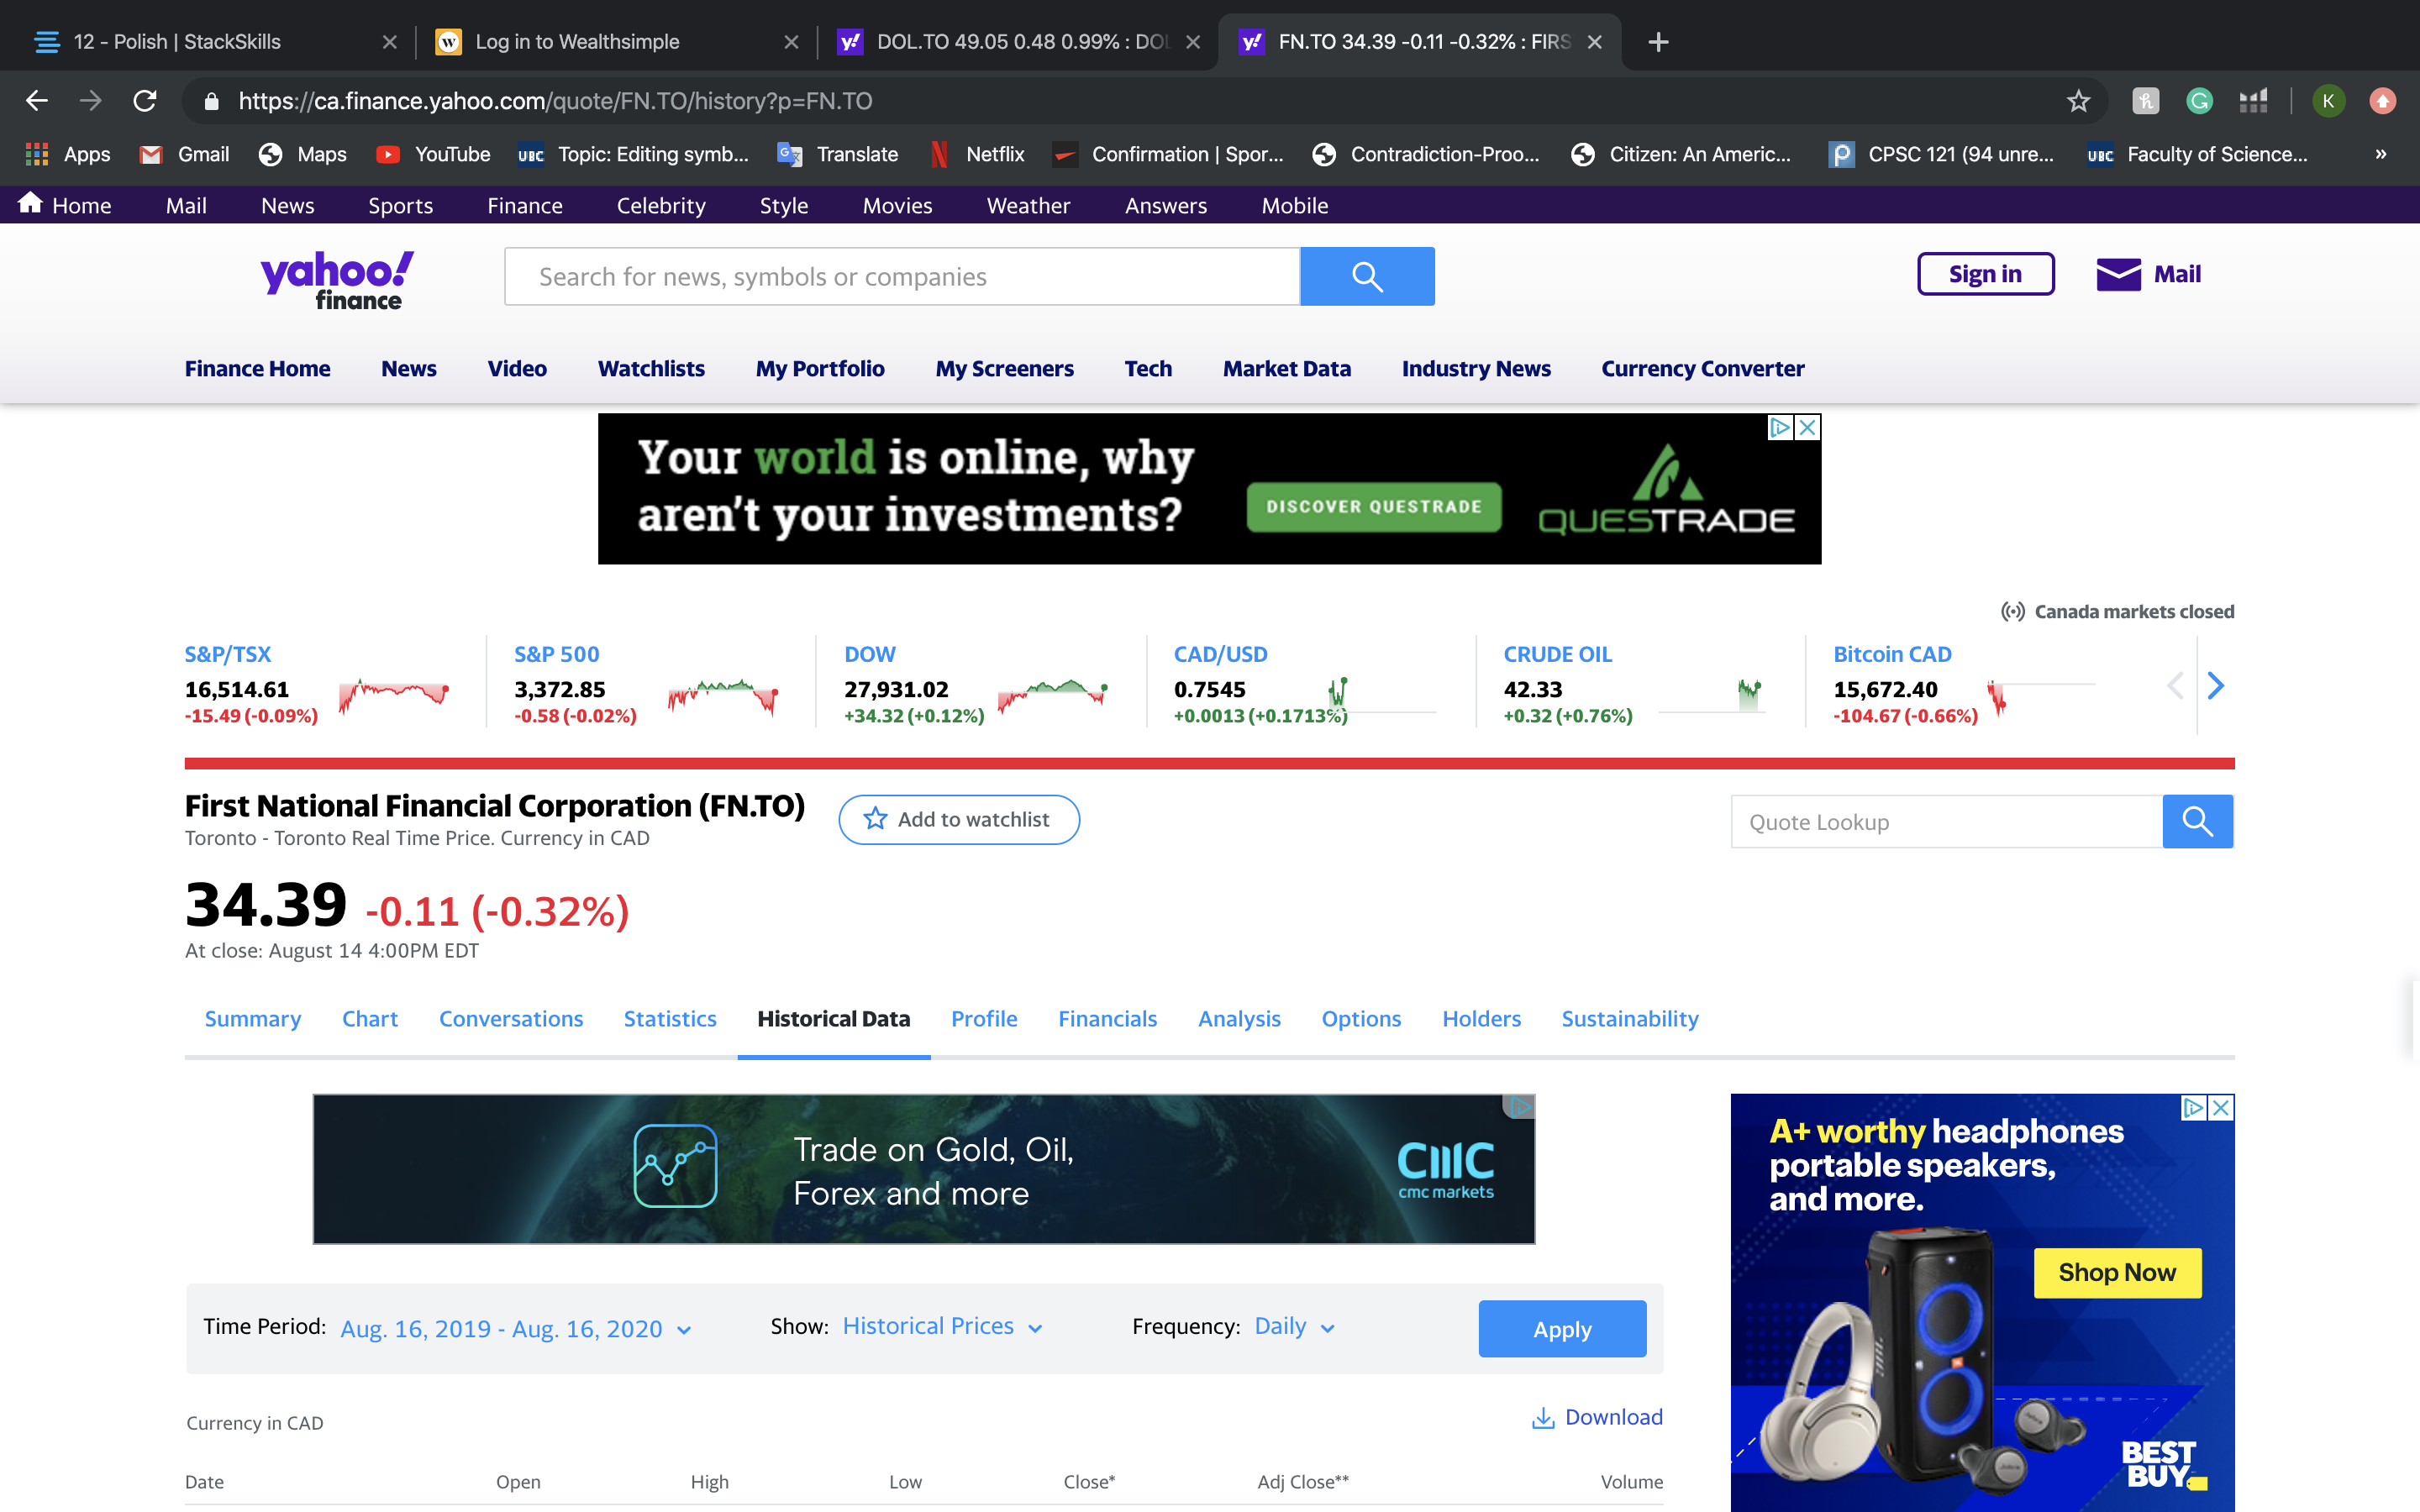 12 - Polish | StackSkills
Log in to Wealthsimple
DOL.TO 49.05 0.48 0.99% : DOL
FN.TO 34.39 -0.11 -0.32% : FIRS
https://ca.finance.yahoo.com/quote/FN.TO/history?p=FN.TO
K
Apps Gmail Maps YouTube UBC Topic: Editing symb... Translate Netflix Confirmation | Spor... Contradiction-Proo... Citizen: An Americ... CPSC 121 (94 unre... UBC Faculty of Science... »
Home Mail News Sports Finance Celebrity Style Movies Weather Answers Mobile
yahoo!
finance
Search for news, symbols or companies
Sign in
Mail
Finance Home News Video Watchlists My Portfolio My Screeners Tech Market Data Industry News Currency Converter
Your world is online, why
aren't your investments?
DISCOVER QUESTRADE
QUESTRADE
Canada markets closed
S&P/TSX
16,514.61
-15.49 (-0.09%)
S&P 500
3,372.85
-0.58 (-0.02%)
DOW
27,931.02
+34.32 (+0.12%)
CAD/USD
0.7545
+0.0013 (+0.1713%)
CRUDE OIL
42.33
+0.32 (+0.76%)
Bitcoin CAD
15,672.40
-104.67 (-0.66%)
First National Financial Corporation (FN.TO)
Toronto - Toronto Real Time Price. Currency in CAD
Add to watchlist
Quote Lookup
34.39 -0.11 (-0.32%)
At close: August 14 4:00PM EDT
Summary Chart Conversations Statistics Historical Data Profile Financials Analysis Options Holders Sustainability
Trade on Gold, Oil,
Forex and more
CMC
cmc markets
A+ worthy headphones
portable speakers,
and more.
Shop Now
JBL
BEST
BUY
Time Period: Aug. 16, 2019 - Aug. 16, 2020
Show: Historical Prices
Frequency: Daily
Apply
Currency in CAD
Download
Date Open High Low Close* Adj Close** Volume